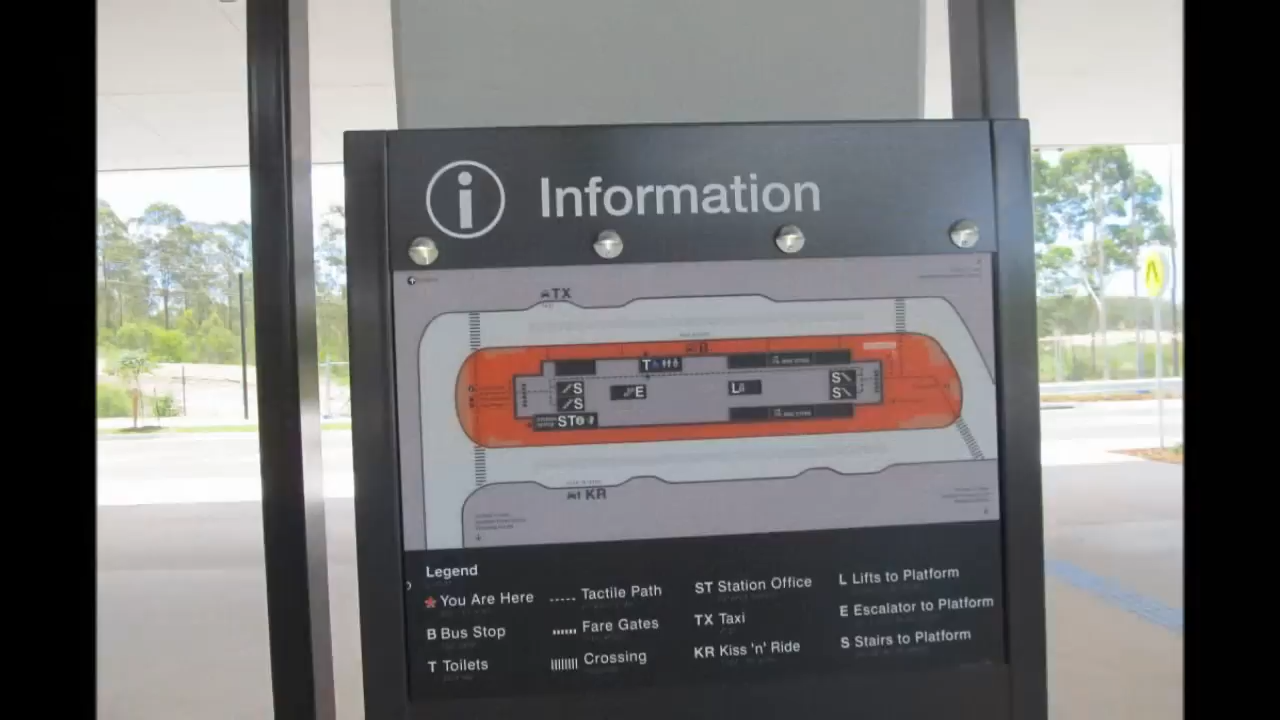 i Information
TX
B
T
S
S
E
L
S
S
ST
KR
Legend
You Are Here
B Bus Stop
T Toilets
Tactile Path
Fare Gates
Crossing
ST Station Office
TX Taxi
KR Kiss 'n' Ride
L Lifts to Platform
E Escalator to Platform
S Stairs to Platform